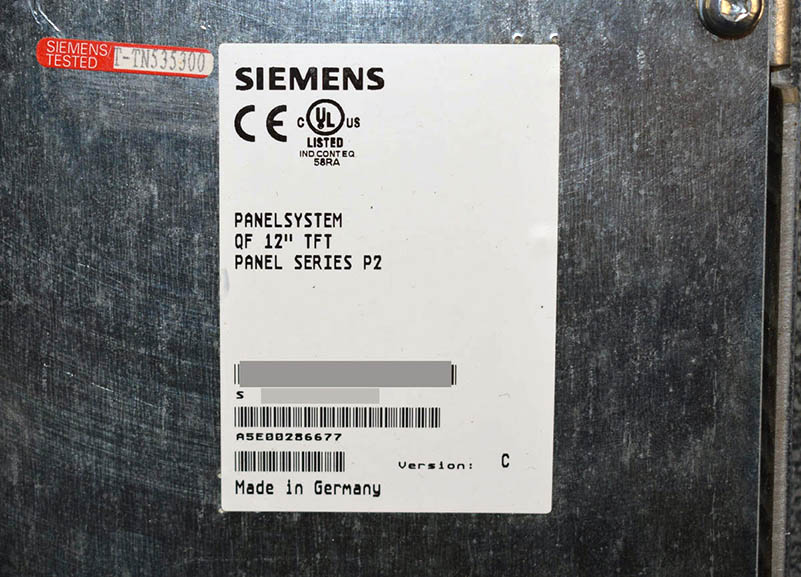 SIEMENS/
TESTED T-TN535300
SIEMENS
CE C UL US
LISTED
IND CONT EQ
58RA
PANELSYSTEM
QF 12" TFT
PANEL SERIES P2
S
A5E00286677
Version: C
Made in Germany